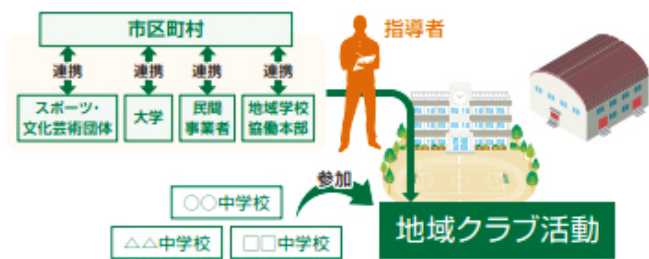 市区町村
指導者
連携
連携
連携
連携
スポーツ・
文化芸術団体
大学
民間
事業者
地域学校
協働本部
参加
○○中学校
△△中学校
□□中学校
地域クラブ活動